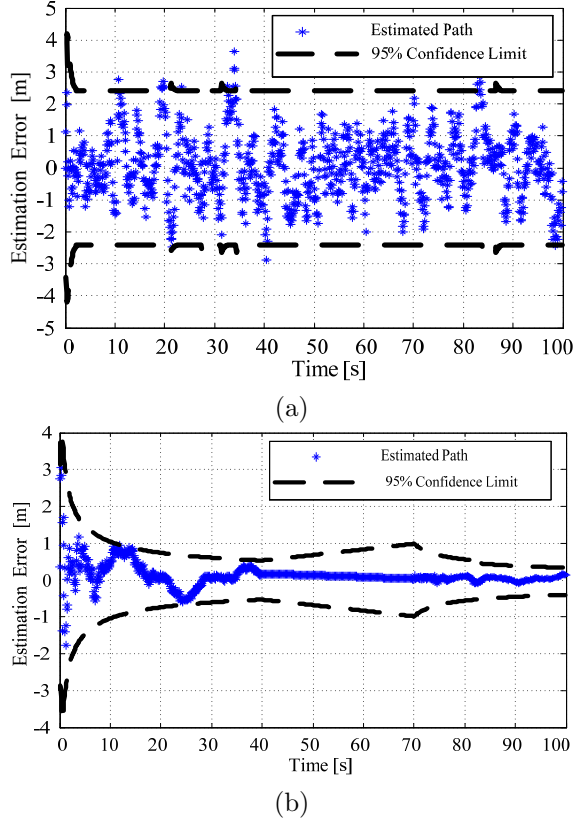 5
4
3
2
1
0
-1
-2
-3
-4
-5
Estimation Error [m]
Estimated Path
95% Confidence Limit
0 10 20 30 40 50 60 70 80 90 100
Time [s]
(a)
4
3
2
1
0
-1
-2
-3
-4
Estimation Error [m]
Estimated Path
95% Confidence Limit
0 10 20 30 40 50 60 70 80 90 100
Time [s]
(b)